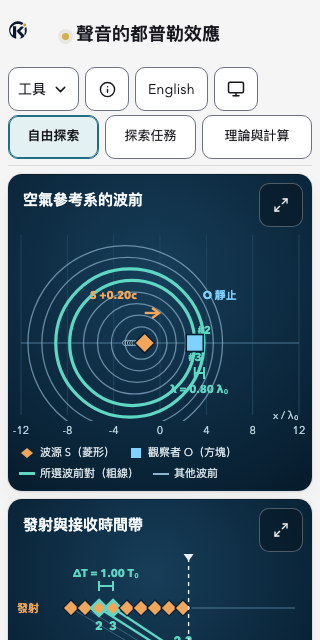 聲音的都普勒效應
工具
English
自由探索
探索任務
理論與計算
空氣參考系的波前
S +0.20c
O 靜止
#2
#3
λ = 0.80 λ₀
x / λ₀
-12 -8 -4 0 4 8 12
波源 S（菱形）
觀察者 O（方塊）
所選波前對（粗線）
其他波前
發射與接收時間帶
ΔT = 1.00 T₀
發射
2 3